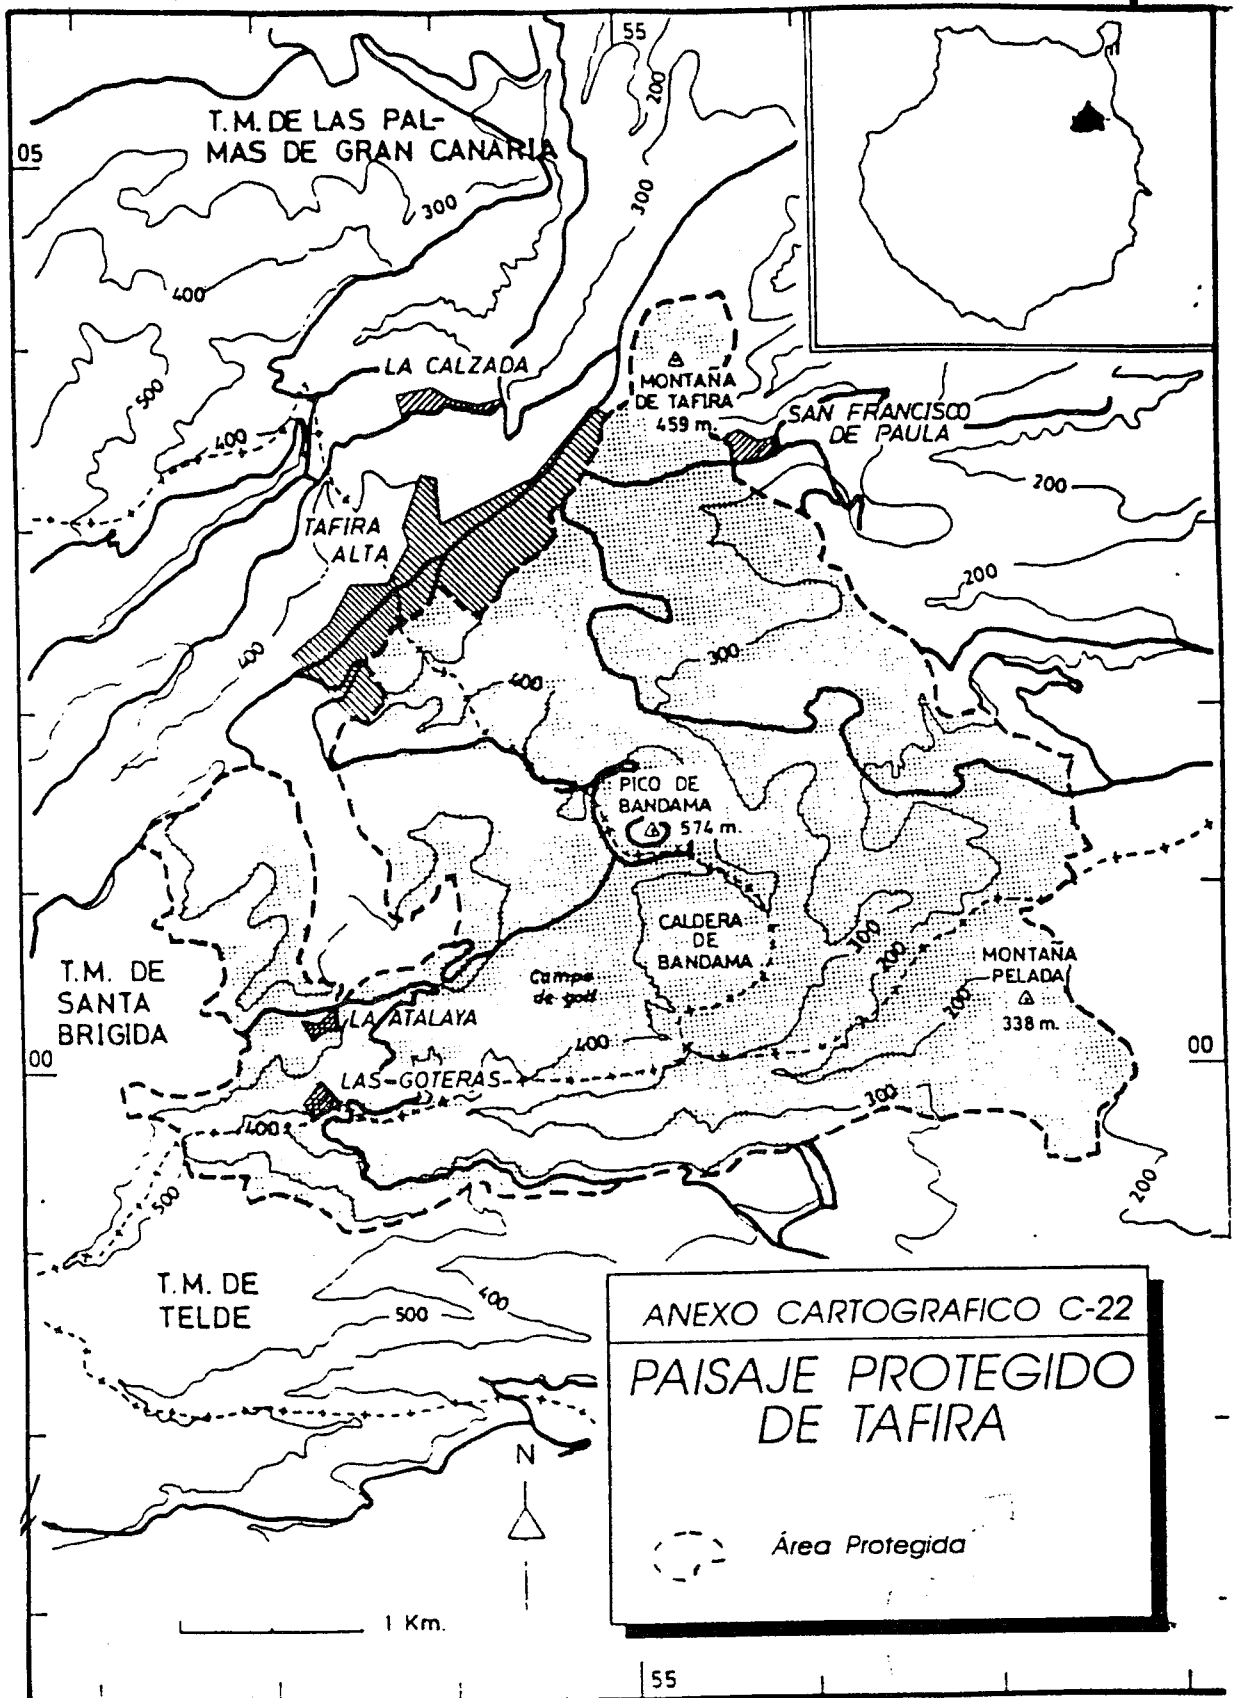 55
200
T.M. DE LAS PAL-
MAS DE GRAN CANARIA
05
300
300
400
LA CALZADA
500
400
MONTAÑA
DE TAFIRA
459 m.
SAN FRANCISCO
DE PAULA
200
TAFIRA
ALTA
200
400
300
400
PICO DE
BANDAMA
574 m.
CALDERA
DE
BANDAMA
300
200
MONTAÑA
PELADA
338 m.
200
T.M. DE
SANTA
BRIGIDA
Campo
de golf
LA ATALAYA
400
00
00
LAS GOTERAS
300
400
500
200
T.M. DE
TELDE
400
500
ANEXO CARTOGRAFICO C-22
PAISAJE PROTEGIDO
DE TAFIRA
Área Protegida
N
1 Km.
55